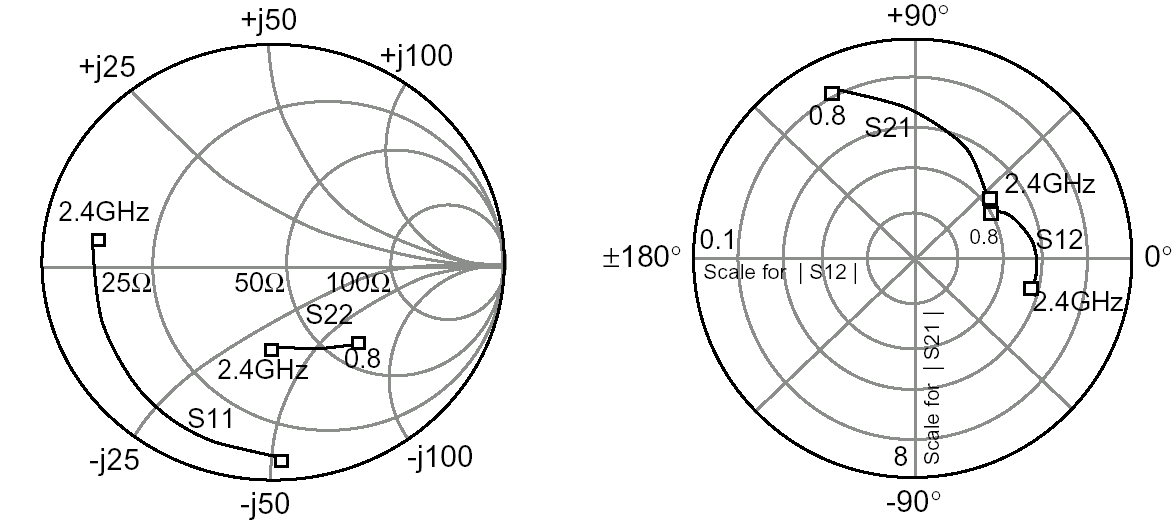 +j50
+j25
+j100
2.4GHz
25Ω
50Ω
100Ω
S22
2.4GHz
0.8
S11
-j25
-j100
-j50
+90°
0.8
S21
2.4GHz
0.8
S12
0.1
±180°
0°
Scale for | S12 |
2.4GHz
Scale for | S21 |
8
-90°